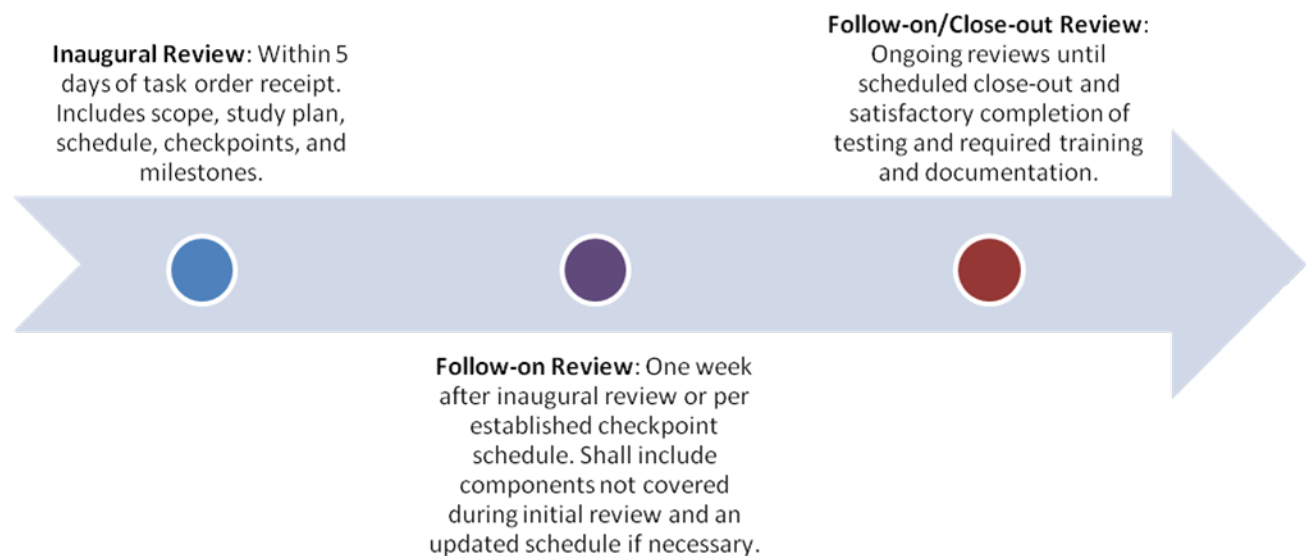 Inaugural Review: Within 5
days of task order receipt.
Includes scope, study plan,
schedule, checkpoints, and
milestones.
Follow-on Review: One week
after inaugural review or per
established checkpoint
schedule. Shall include
components not covered
during initial review and an
updated schedule if necessary.
Follow-on/Close-out Review:
Ongoing reviews until
scheduled close-out and
satisfactory completion of
testing and required training
and documentation.